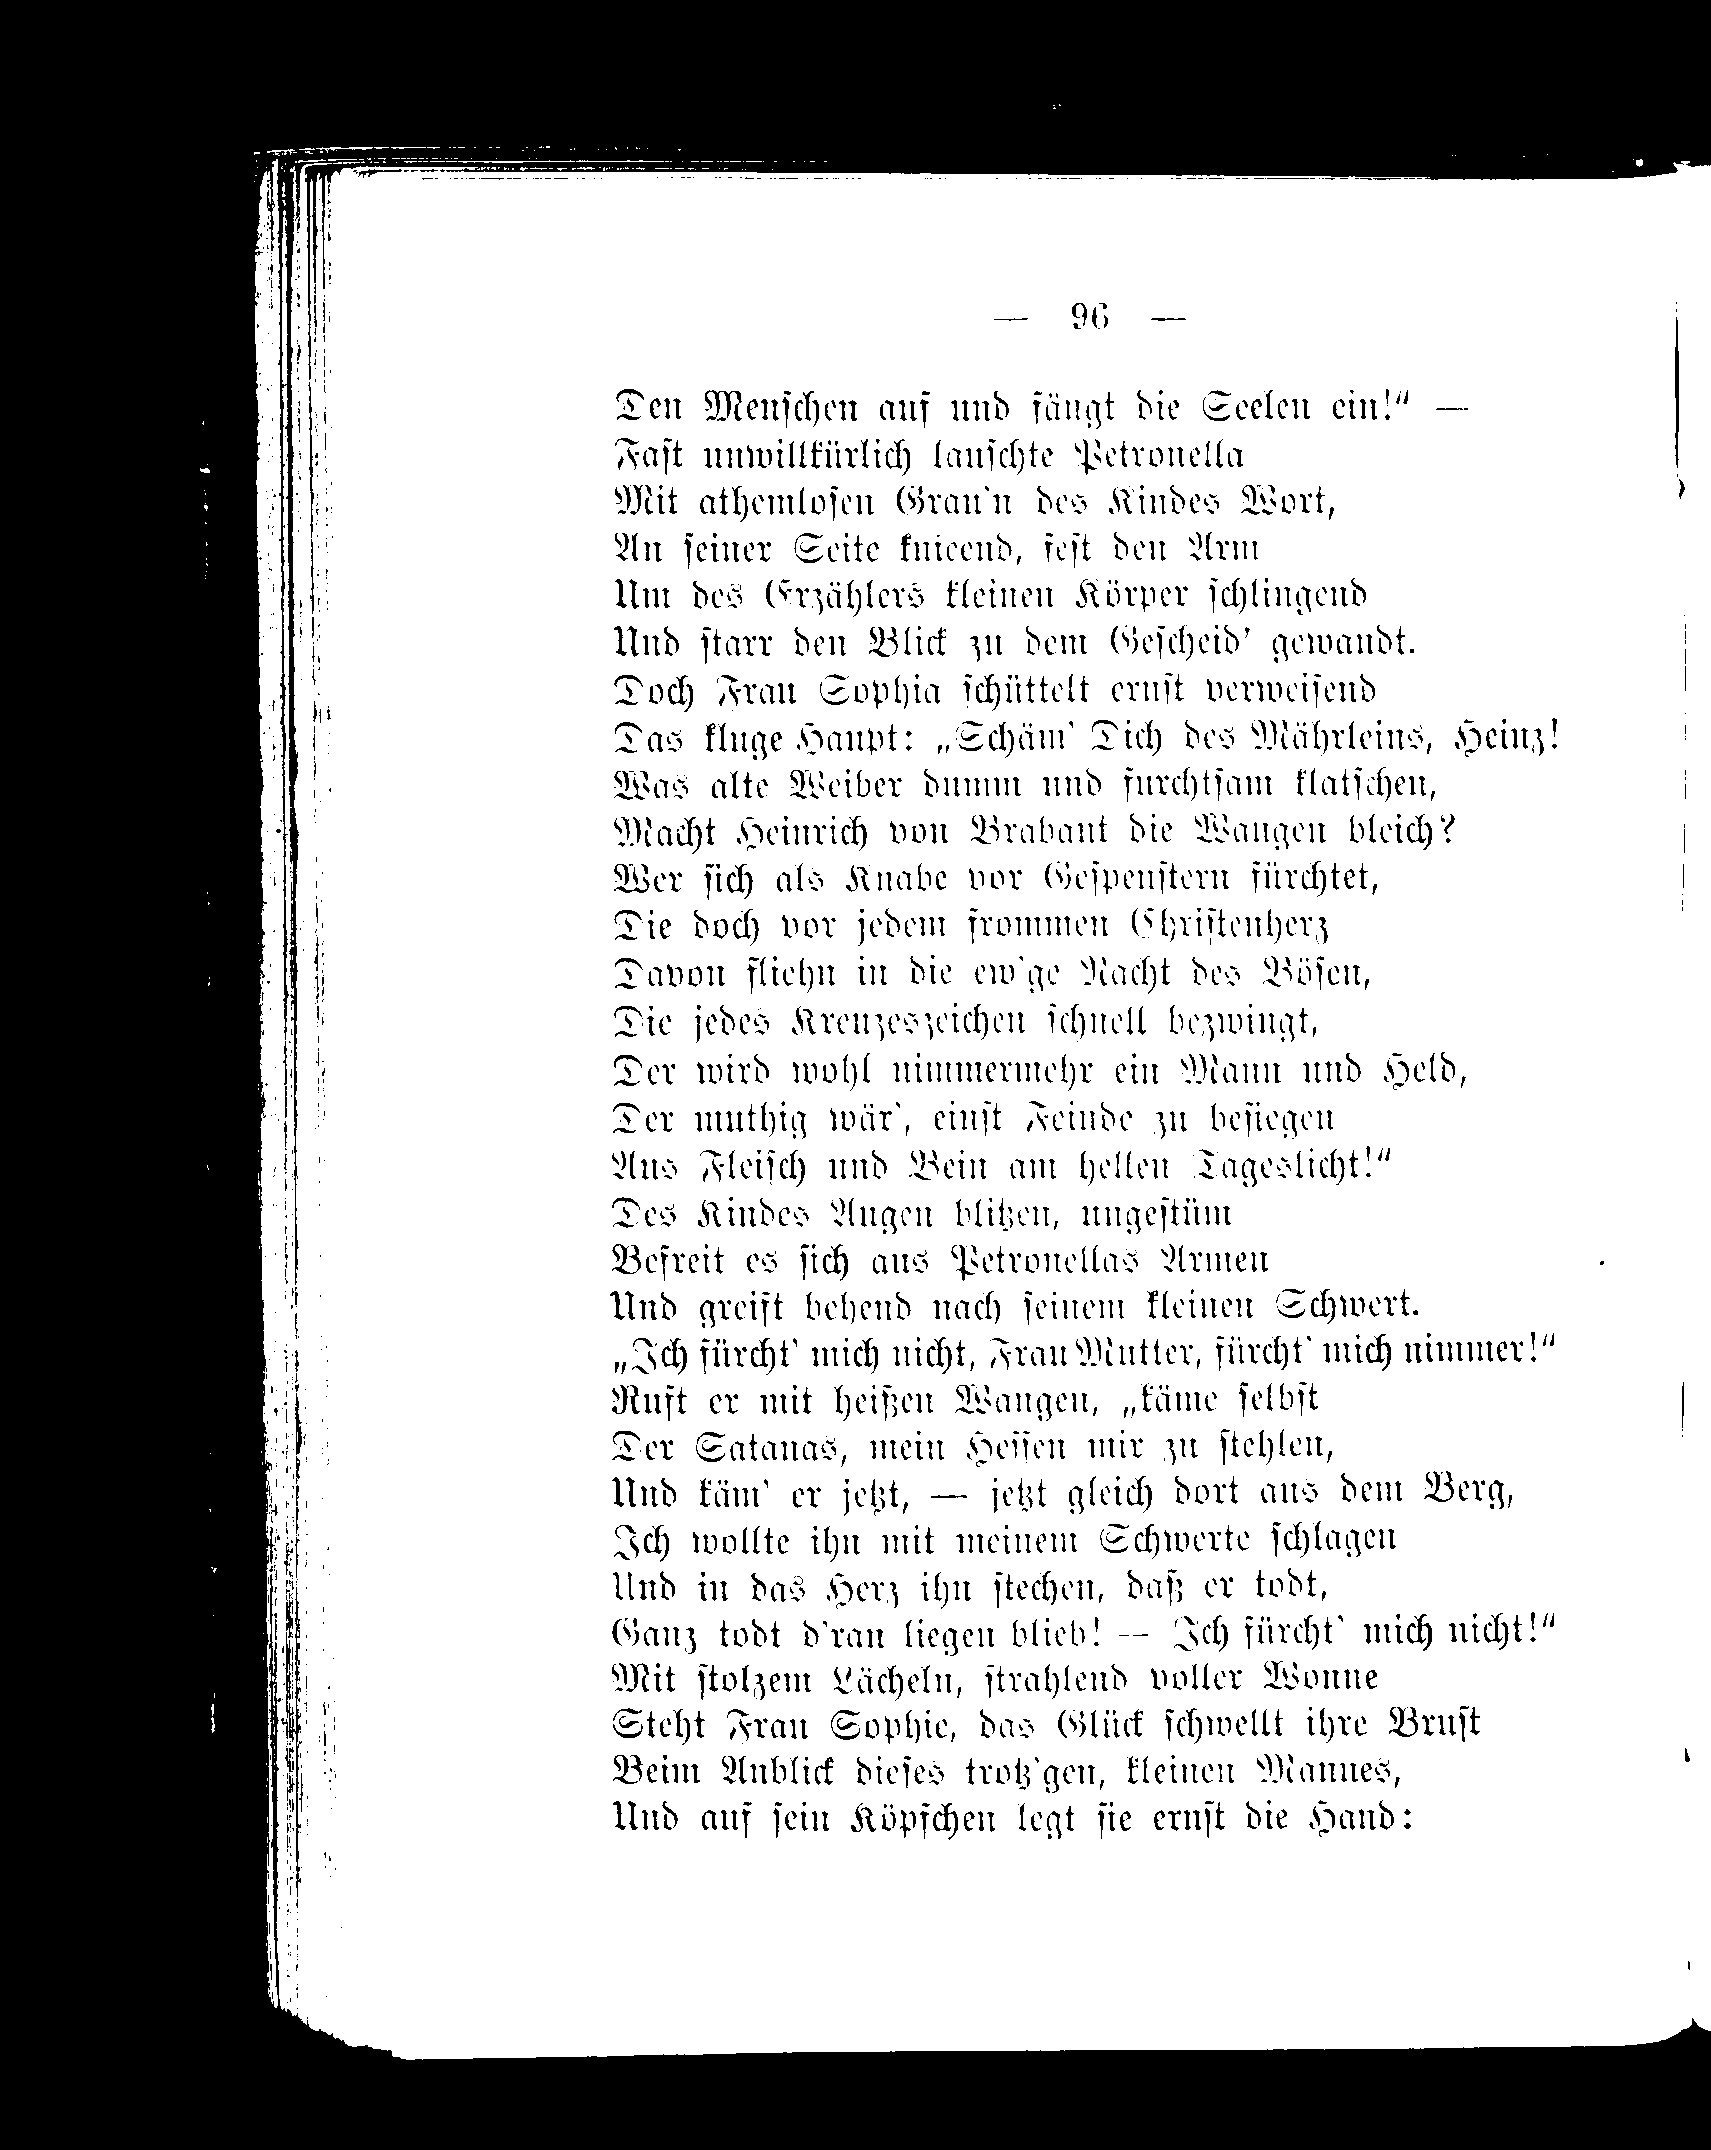 — 96 —
Den Menschen auf und fängt die Seelen ein!“ —
Fast unwillkürlich lauschte Petronella
Mit athemlosen Grau'n des Kindes Wort,
An seiner Seite knieend, fest den Arm
Um des Erzählers kleinen Körper schlingend
Und starr den Blick zu dem Gescheid' gewandt.
Doch Frau Sophia schüttelt ernst verweisend
Das kluge Haupt: „Schäm' Dich des Mährleins, Heinz!
Was alte Weiber dumm und furchtsam klatschen,
Macht Heinrich von Brabant die Wangen bleich?
Wer sich als Knabe vor Gespenstern fürchtet,
Die doch vor jedem frommen Christenherz
Davon fliehn in die ew'ge Nacht des Bösen,
Die jedes Kreuzeszeichen schnell bezwingt,
Der wird wohl nimmermehr ein Mann und Held,
Der muthig wär', einst Feinde zu besiegen
Aus Fleisch und Bein am hellen Tageslicht!“
Des Kindes Augen blitzen, ungestüm
Befreit es sich aus Petronellas Armen
Und greift behend nach seinem kleinen Schwert.
„Ich fürcht' mich nicht, Frau Mutter, fürcht' mich nimmer!“
Ruft er mit heißen Wangen, „käme selbst
Der Satanas, mein Hessen mir zu stehlen,
Und käm' er jetzt, — jetzt gleich dort aus dem Berg,
Ich wollte ihn mit meinem Schwerte schlagen
Und in das Herz ihn stechen, daß er todt,
Ganz todt d'ran liegen blieb! — Ich fürcht' mich nicht!“
Mit stolzem Lächeln, strahlend voller Wonne
Steht Frau Sophie, das Glück schwellt ihre Brust
Beim Anblick dieses trotz'gen, kleinen Mannes,
Und auf sein Köpfchen legt sie ernst die Hand: